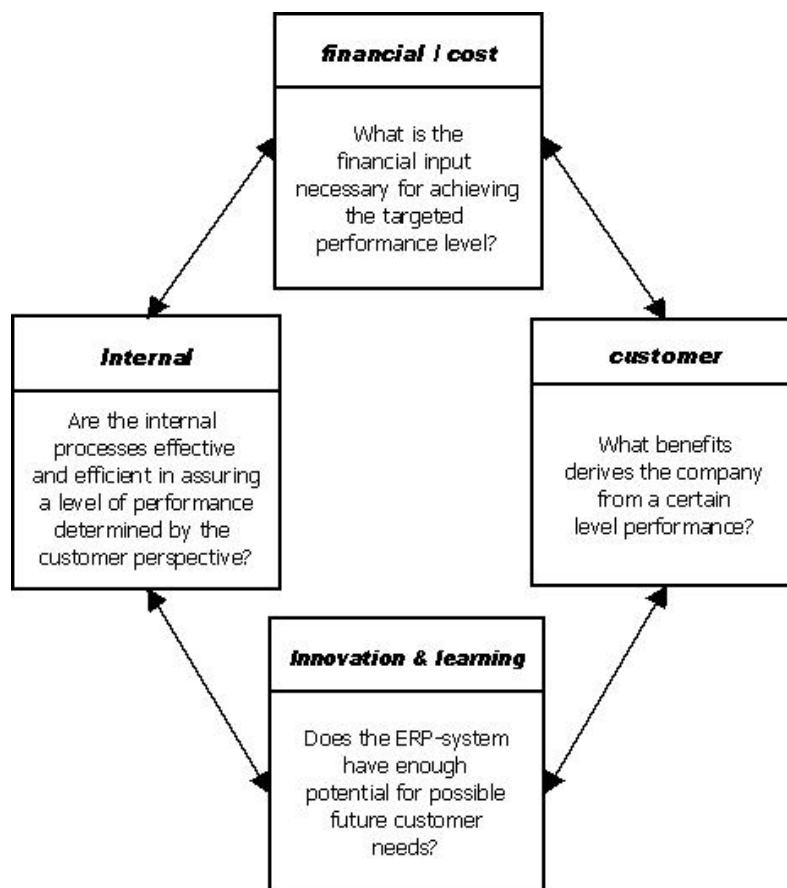 financial / cost
What is the
financial input
necessary for achieving
the targeted
performance level?
Internal
Are the internal
processes effective
and efficient in assuring
a level of performance
determined by the
customer perspective?
customer
What benefits
derives the company
from a certain
level performance?
Innovation & learning
Does the ERP-system
have enough
potential for possible
future customer
needs?